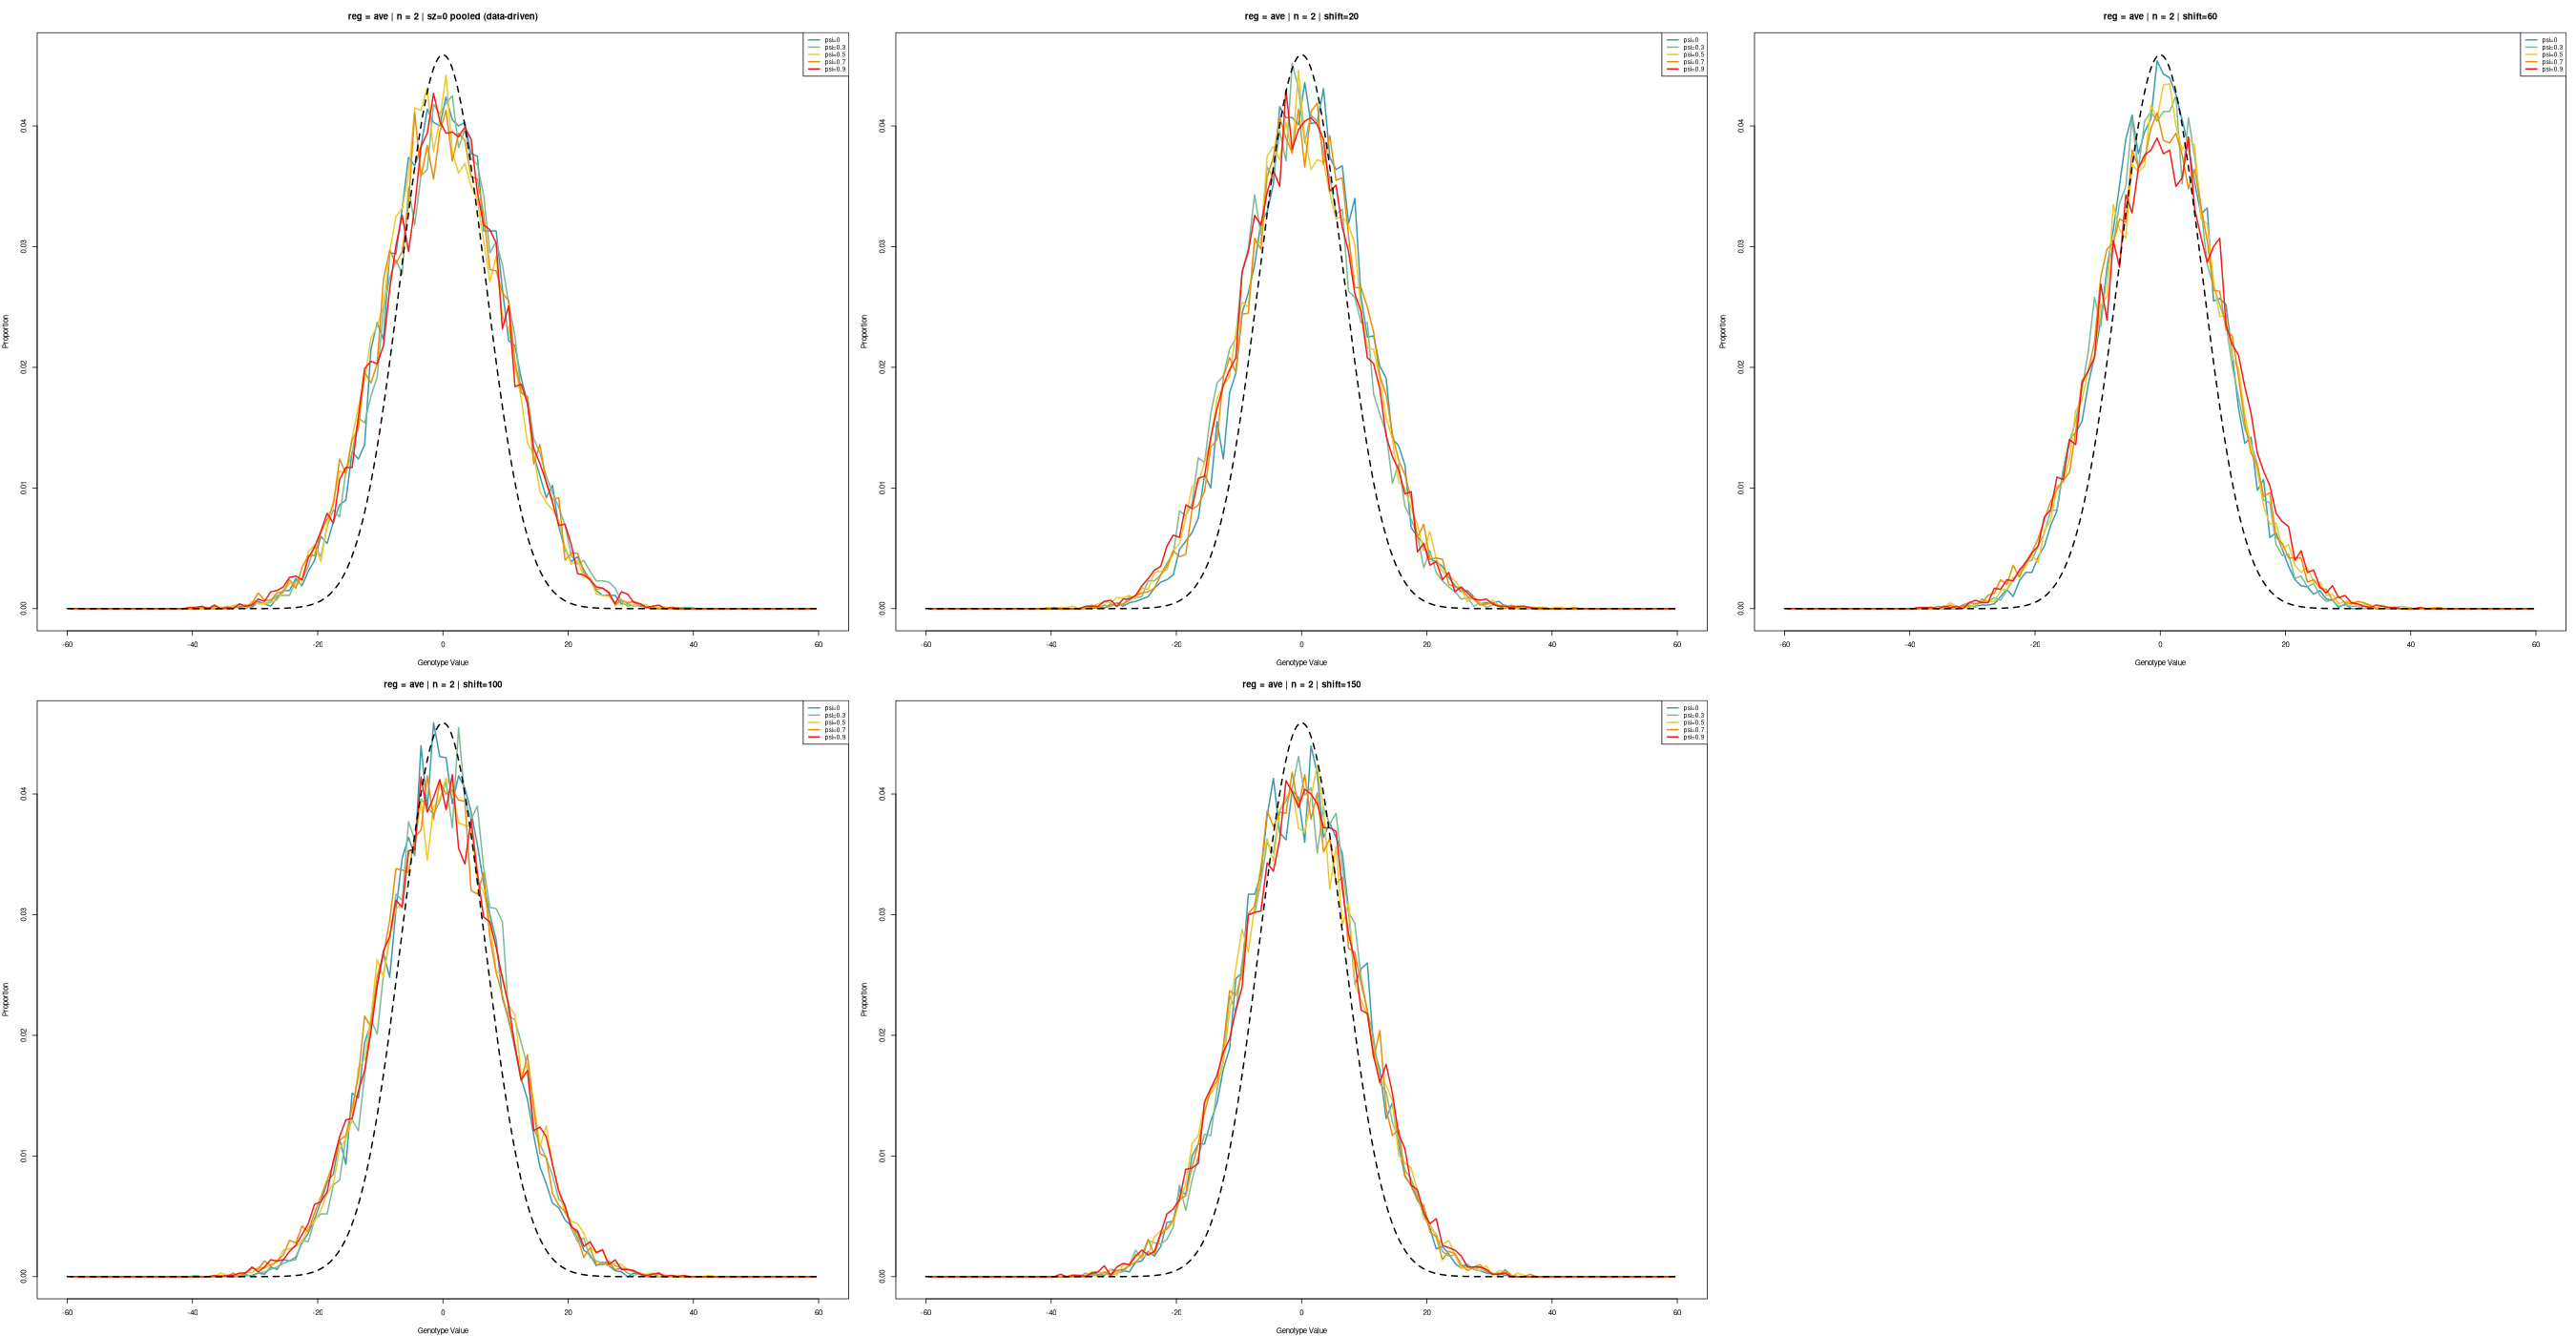 reg = ave | n = 2 | sz=0 pooled (data-driven)
psi=0
psi=0.3
psi=0.5
psi=0.7
psi=0.9
Proportion
0.04
0.03
0.02
0.01
0.00
-60 -40 -20 0 20 40 60
Genotype Value
reg = ave | n = 2 | shift=20
psi=0
psi=0.3
psi=0.5
psi=0.7
psi=0.9
Proportion
0.04
0.03
0.02
0.01
0.00
-60 -40 -20 0 20 40 60
Genotype Value
reg = ave | n = 2 | shift=60
psi=0
psi=0.3
psi=0.5
psi=0.7
psi=0.9
Proportion
0.04
0.03
0.02
0.01
0.00
-60 -40 -20 0 20 40 60
Genotype Value
reg = ave | n = 2 | shift=100
psi=0
psi=0.3
psi=0.5
psi=0.7
psi=0.9
Proportion
0.04
0.03
0.02
0.01
0.00
-60 -40 -20 0 20 40 60
Genotype Value
reg = ave | n = 2 | shift=150
psi=0
psi=0.3
psi=0.5
psi=0.7
psi=0.9
Proportion
0.04
0.03
0.02
0.01
0.00
-60 -40 -20 0 20 40 60
Genotype Value